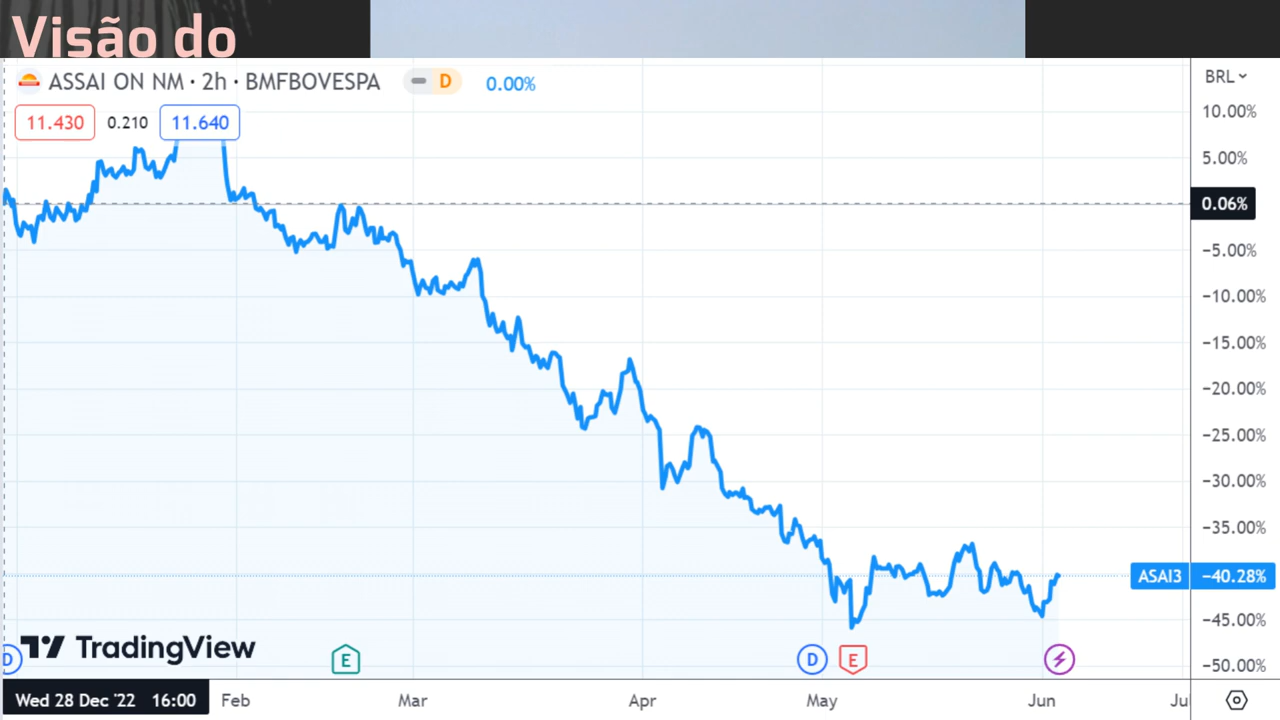 Visão do
ASSAI ON NM · 2h · BMFBOVESPA D 0.00% BRL
11.430 0.210 11.640
10.00%
5.00%
0.06%
−5.00%
−10.00%
−15.00%
−20.00%
−25.00%
−30.00%
−35.00%
ASAI3 −40.28%
−45.00%
−50.00%
D TradingView E D E
Wed 28 Dec '22 16:00 Feb Mar Apr May Jun Ju